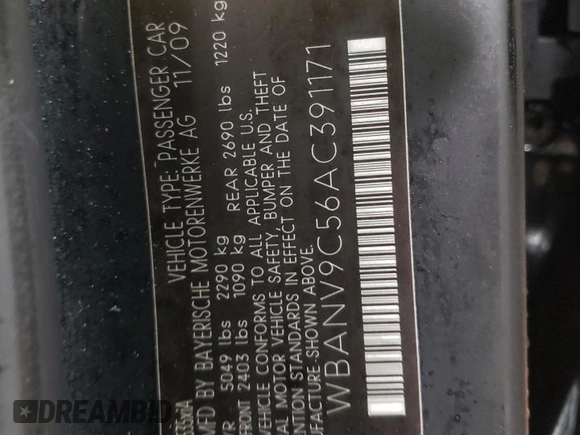 VEHICLE TYPE: PASSENGER CAR
MFD BY BAYERISCHE MOTORENWERKE AG 11/09
5049 lbs 2290 kg
FRONT 2403 lbs 1090 kg REAR 2690 lbs 1220 kg
VEHICLE CONFORMS TO ALL APPLICABLE U.S.
MOTOR VEHICLE SAFETY, BUMPER AND THEFT
STANDARDS IN EFFECT ON THE DATE OF
SHOWN ABOVE.
WBANV9C56AC391171
DREAMBID